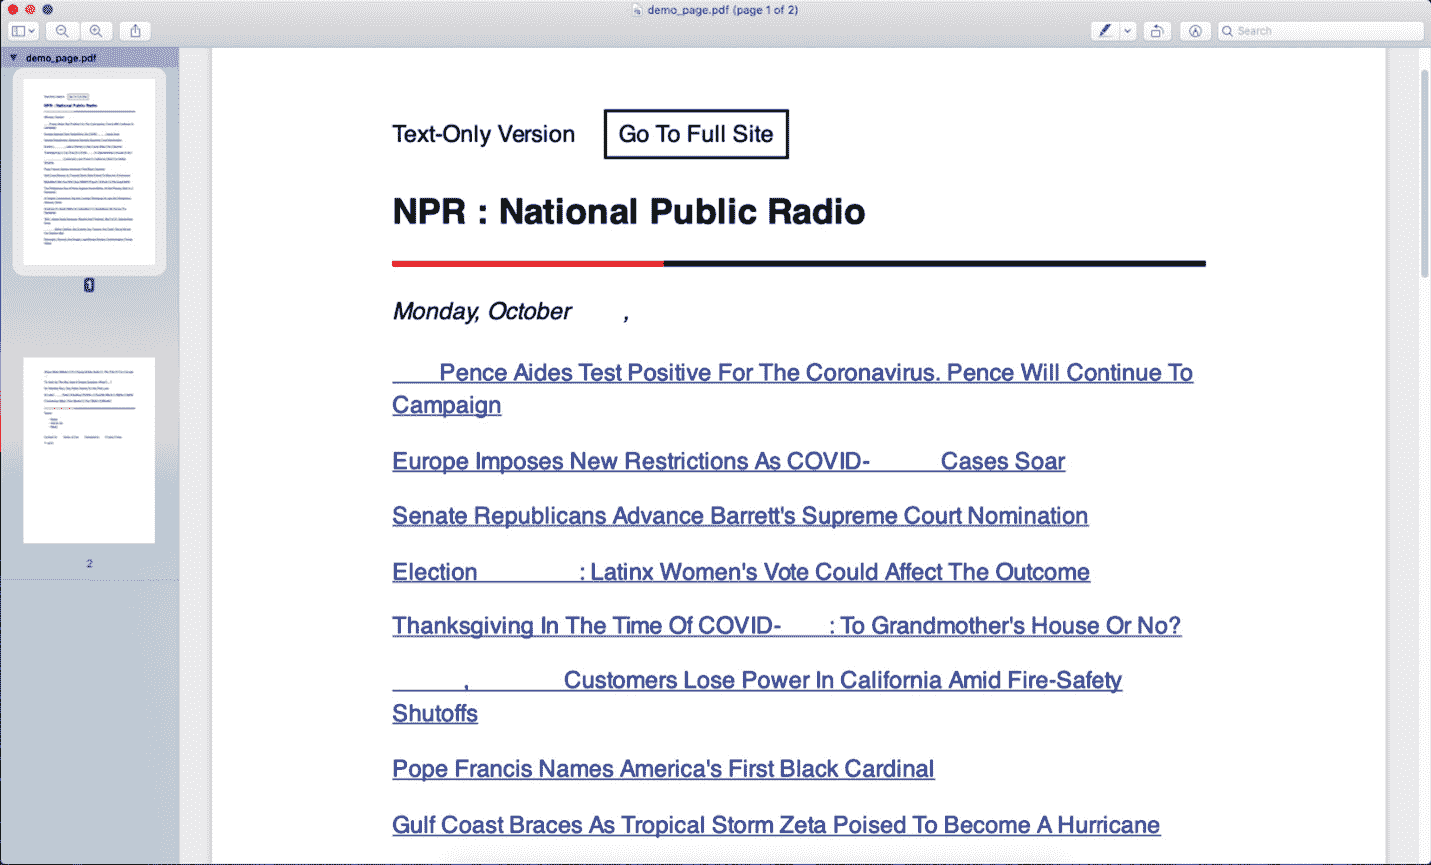 demo_page.pdf (page 1 of 2)
Search
demo_page.pdf
1
2
Text-Only Version
Go To Full Site
NPR : National Public Radio
Monday, October ,
Pence Aides Test Positive For The Coronavirus. Pence Will Continue To
Campaign
Europe Imposes New Restrictions As COVID- Cases Soar
Senate Republicans Advance Barrett's Supreme Court Nomination
Election : Latinx Women's Vote Could Affect The Outcome
Thanksgiving In The Time Of COVID- : To Grandmother's House Or No?
, Customers Lose Power In California Amid Fire-Safety
Shutoffs
Pope Francis Names America's First Black Cardinal
Gulf Coast Braces As Tropical Storm Zeta Poised To Become A Hurricane